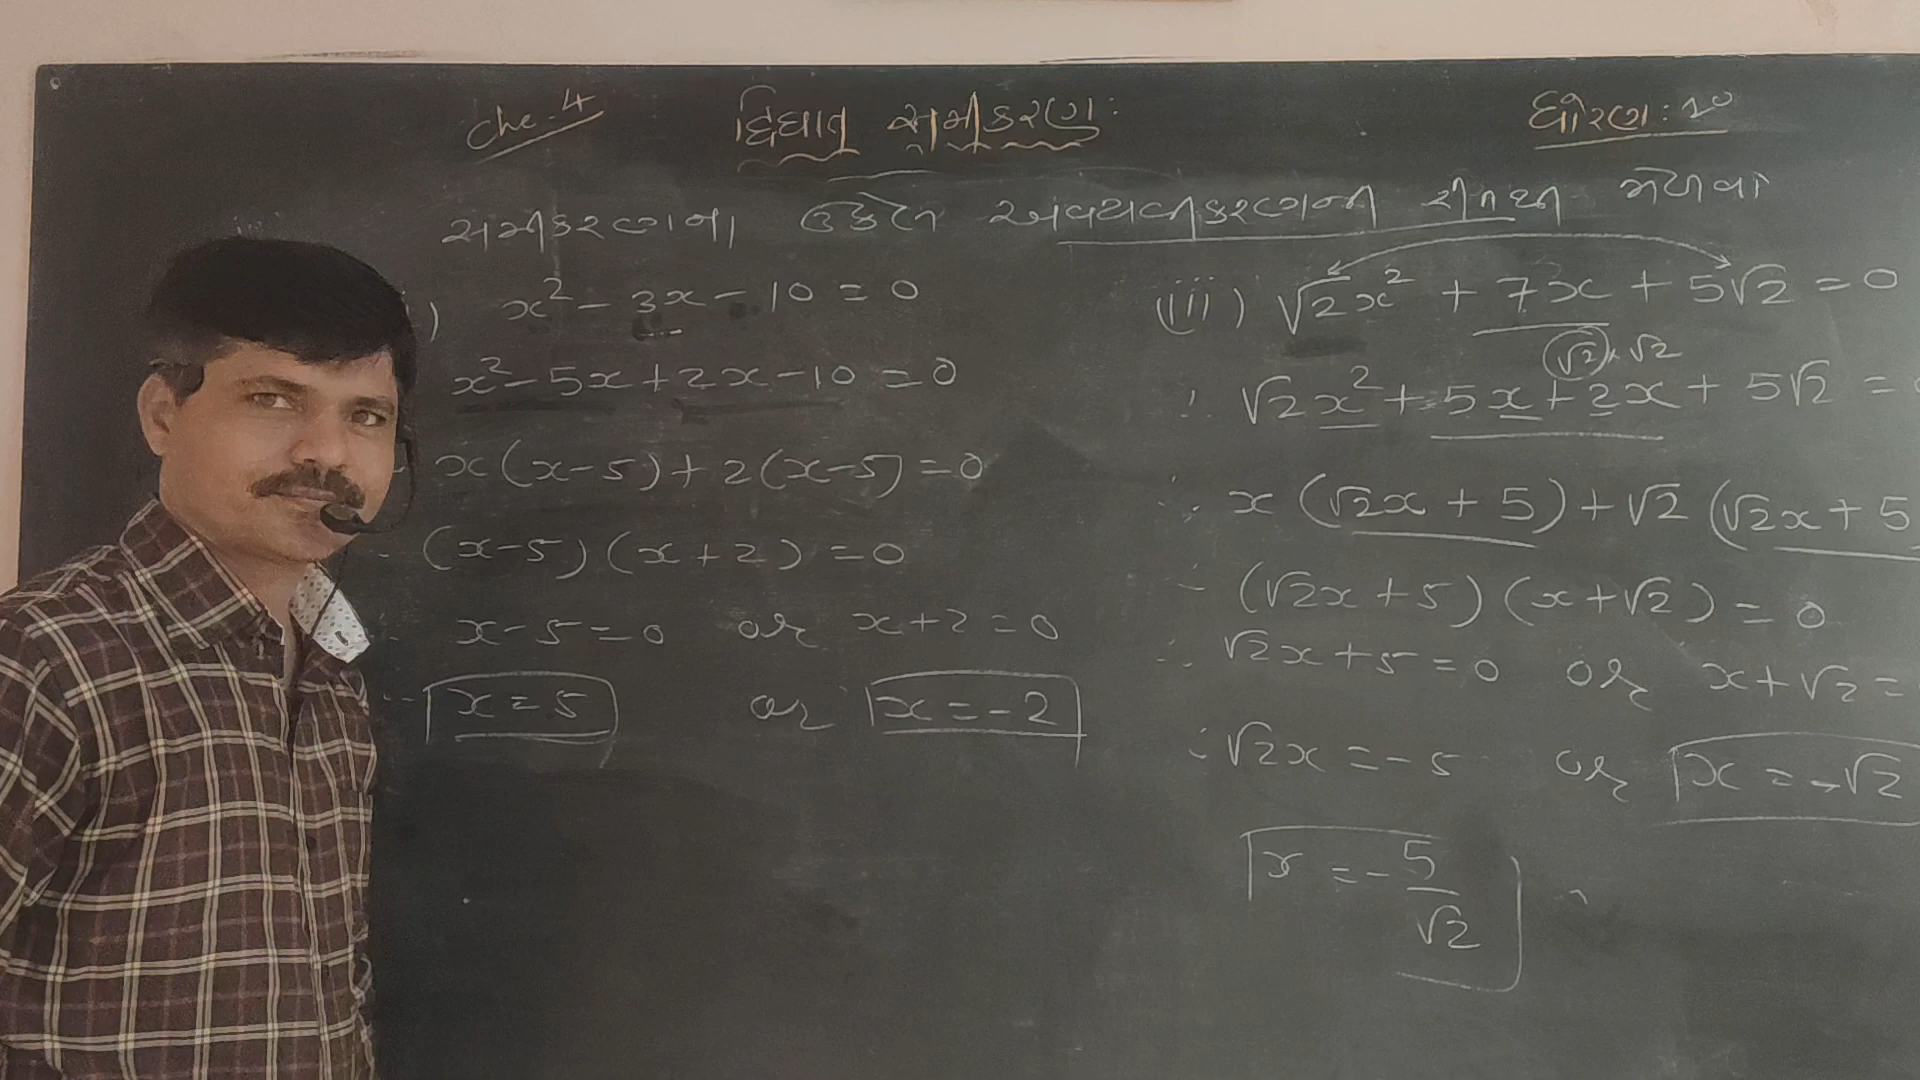 Che. 4 દ્વિઘાત સમીકરણ: ધોરણ: 10
સમીકરણના ઉકેલ અવયવીકરણની રીતથી મેળવો
) x² - 3x - 10 = 0
x² - 5x + 2x - 10 = 0
x(x-5) + 2(x-5) = 0
(x-5)(x+2) = 0
x-5=0 or x+2=0
x=5 or x=-2
(iii) √2x² + 7x + 5√2 = 0
√2·√2
∴ √2x² + 5x + 2x + 5√2 =
∴ x(√2x + 5) + √2(√2x + 5
∴ (√2x + 5)(x + √2) = 0
∴ √2x + 5 = 0 or x + √2 =
∴ √2x = -5 or x = -√2
x = -5/√2